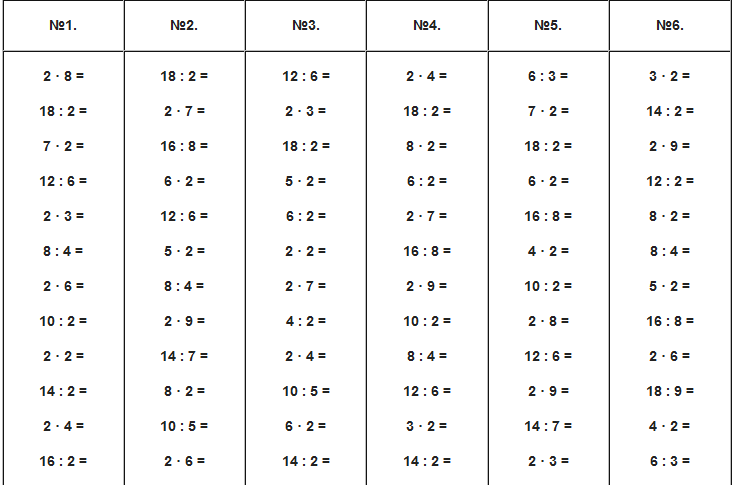 №1. №2. №3. №4. №5. №6.
2 · 8 = 18 : 2 = 12 : 6 = 2 · 4 = 6 : 3 = 3 · 2 =
18 : 2 = 2 · 7 = 2 · 3 = 18 : 2 = 7 · 2 = 14 : 2 =
7 · 2 = 16 : 8 = 18 : 2 = 8 · 2 = 18 : 2 = 2 · 9 =
12 : 6 = 6 · 2 = 5 · 2 = 6 : 2 = 6 · 2 = 12 : 2 =
2 · 3 = 12 : 6 = 6 : 2 = 2 · 7 = 16 : 8 = 8 · 2 =
8 : 4 = 5 · 2 = 2 · 2 = 16 : 8 = 4 · 2 = 8 : 4 =
2 · 6 = 8 : 4 = 2 · 7 = 2 · 9 = 10 : 2 = 5 · 2 =
10 : 2 = 2 · 9 = 4 : 2 = 10 : 2 = 2 · 8 = 16 : 8 =
2 · 2 = 14 : 7 = 2 · 4 = 8 : 4 = 12 : 6 = 2 · 6 =
14 : 2 = 8 · 2 = 10 : 5 = 12 : 6 = 2 · 9 = 18 : 9 =
2 · 4 = 10 : 5 = 6 · 2 = 3 · 2 = 14 : 7 = 4 · 2 =
16 : 2 = 2 · 6 = 14 : 2 = 14 : 2 = 2 · 3 = 6 : 3 =